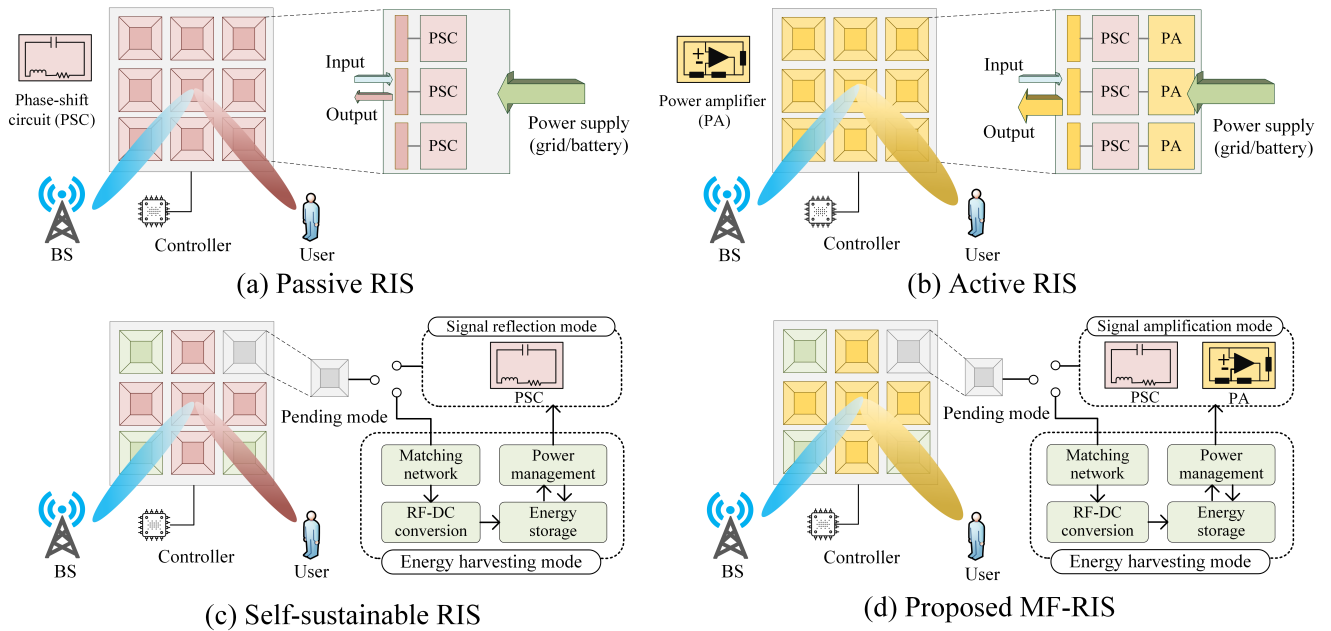 Phase-shift
circuit (PSC)
BS
Controller
User
Input
Output
PSC
PSC
PSC
Power supply
(grid/battery)
(a) Passive RIS
+
-
Power amplifier
(PA)
BS
Controller
User
Input
Output
PSC
PA
PSC
PA
PSC
PA
Power supply
(grid/battery)
(b) Active RIS
BS
Controller
User
Pending mode
Signal reflection mode
PSC
Matching
network
Power
management
RF-DC
conversion
Energy
storage
Energy harvesting mode
(c) Self-sustainable RIS
BS
Controller
User
Pending mode
Signal amplification mode
+
-
PSC
PA
Matching
network
Power
management
RF-DC
conversion
Energy
storage
Energy harvesting mode
(d) Proposed MF-RIS